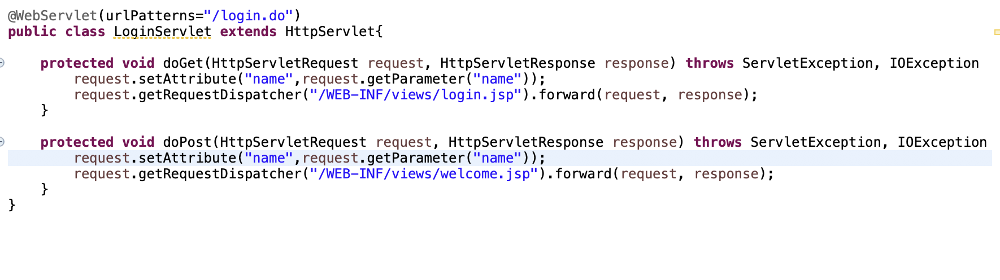 @WebServlet(urlPatterns="/login.do")
public class LoginServlet extends HttpServlet{
protected void doGet(HttpServletRequest request, HttpServletResponse response) throws ServletException, IOException
request.setAttribute("name",request.getParameter("name"));
request.getRequestDispatcher("/WEB-INF/views/login.jsp").forward(request, response);
}
protected void doPost(HttpServletRequest request, HttpServletResponse response) throws ServletException, IOException
request.setAttribute("name",request.getParameter("name"));
request.getRequestDispatcher("/WEB-INF/views/welcome.jsp").forward(request, response);
}
}